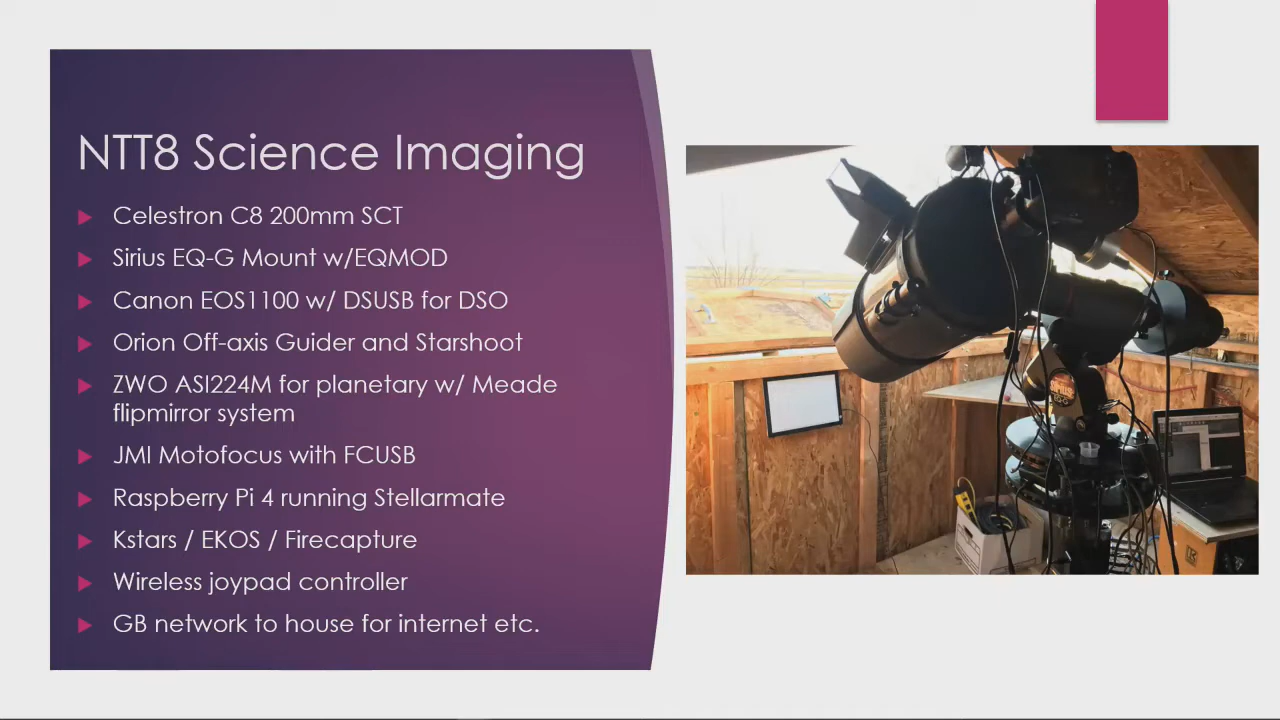 NTT8 Science Imaging
Celestron C8 200mm SCT
Sirius EQ-G Mount w/EQMOD
Canon EOS1100 w/ DSUSB for DSO
Orion Off-axis Guider and Starshoot
ZWO ASI224M for planetary w/ Meade
flipmirror system
JMI Motofocus with FCUSB
Raspberry Pi 4 running Stellarmate
Kstars / EKOS / Firecapture
Wireless joypad controller
GB network to house for internet etc.
SIRIUS
EQ-G